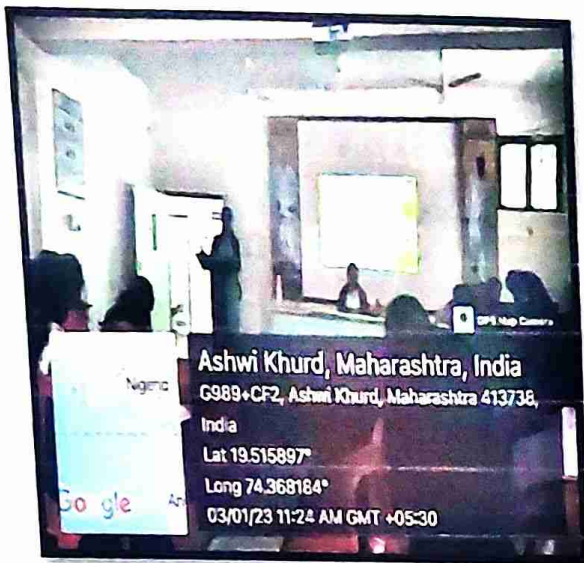 GPS Map Camera
Ashwi Khurd, Maharashtra, India
G989+CF2, Ashwi Khurd, Maharashtra 413738,
India
Lat 19.515897°
Long 74.368184°
03/01/23 11:24 AM GMT +05:30
Nigeria
Google